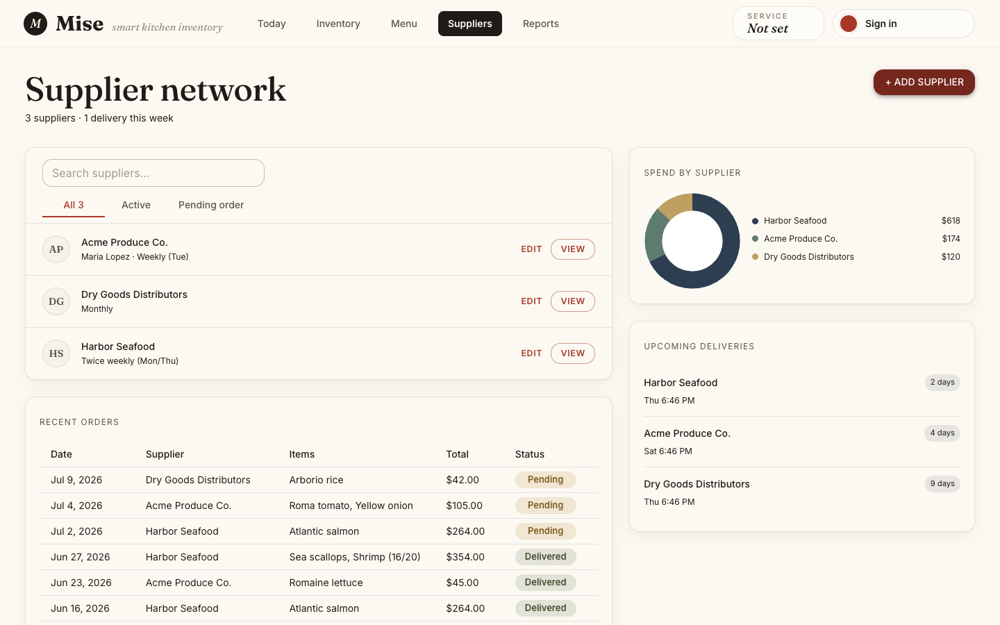 M Mise smart kitchen inventory Today Inventory Menu Suppliers Reports SERVICE Not set Sign in
Supplier network
3 suppliers · 1 delivery this week
+ ADD SUPPLIER
Search suppliers...
All 3 Active Pending order
AP Acme Produce Co. EDIT VIEW
Maria Lopez · Weekly (Tue)
DG Dry Goods Distributors EDIT VIEW
Monthly
HS Harbor Seafood EDIT VIEW
Twice weekly (Mon/Thu)
RECENT ORDERS
Date Supplier Items Total Status
Jul 9, 2026 Dry Goods Distributors Arborio rice $42.00 Pending
Jul 4, 2026 Acme Produce Co. Roma tomato, Yellow onion $105.00 Pending
Jul 2, 2026 Harbor Seafood Atlantic salmon $264.00 Pending
Jun 27, 2026 Harbor Seafood Sea scallops, Shrimp (16/20) $354.00 Delivered
Jun 23, 2026 Acme Produce Co. Romaine lettuce $45.00 Delivered
Jun 16, 2026 Harbor Seafood Atlantic salmon $264.00 Delivered
SPEND BY SUPPLIER
Harbor Seafood $618
Acme Produce Co. $174
Dry Goods Distributors $120
UPCOMING DELIVERIES
Harbor Seafood 2 days
Thu 6:46 PM
Acme Produce Co. 4 days
Sat 6:46 PM
Dry Goods Distributors 9 days
Thu 6:46 PM